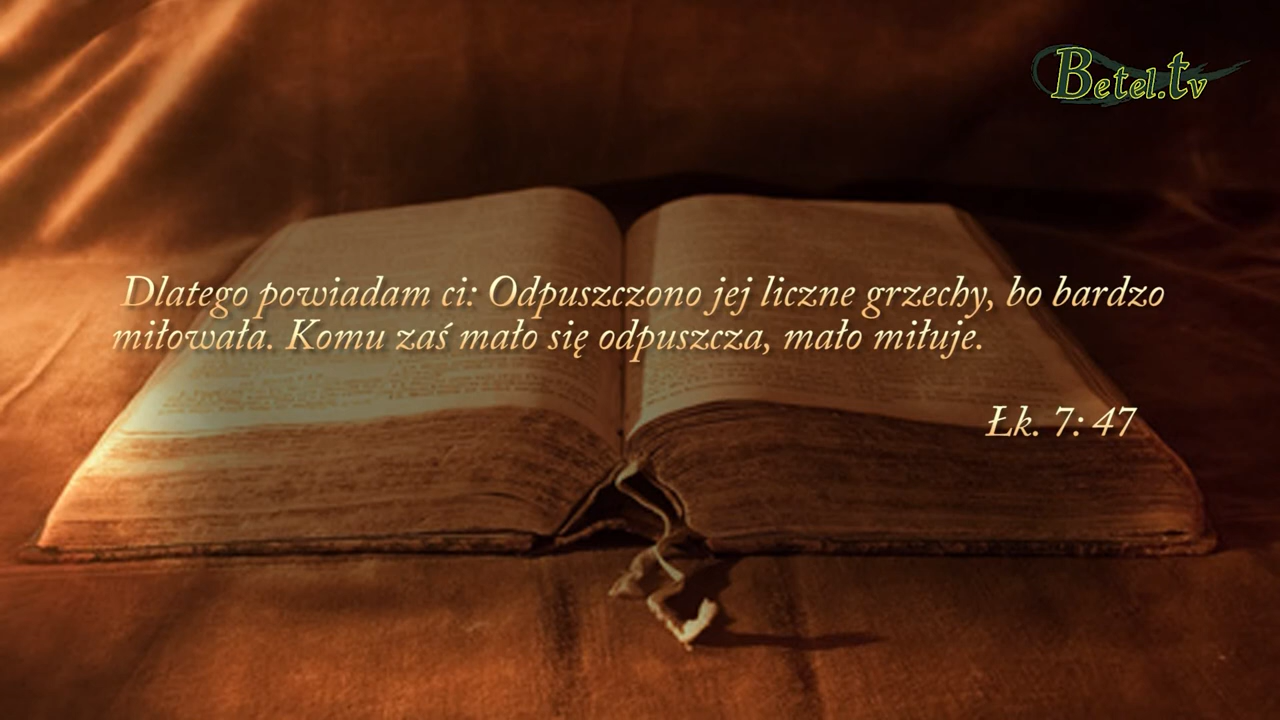 Betel.tv
Dlatego powiadam ci: Odpuszczono jej liczne grzechy, bo bardzo
miłowała. Komu zaś mało się odpuszcza, mało miłuje.
Łk. 7: 47